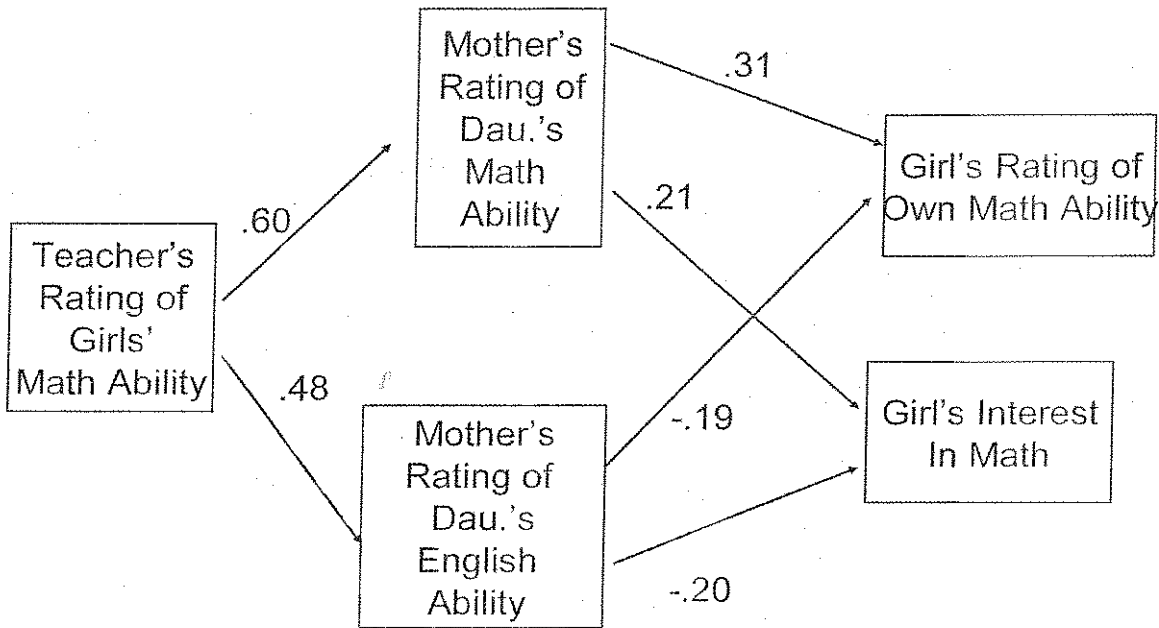 Mother's
Rating of
Dau.'s
Math
Ability
.31
Girl's Rating of
Own Math Ability
.21
.60
Teacher's
Rating of
Girls'
Math Ability
.48
Mother's
Rating of
Dau.'s
English
Ability
-.19
Girl's Interest
In Math
-.20